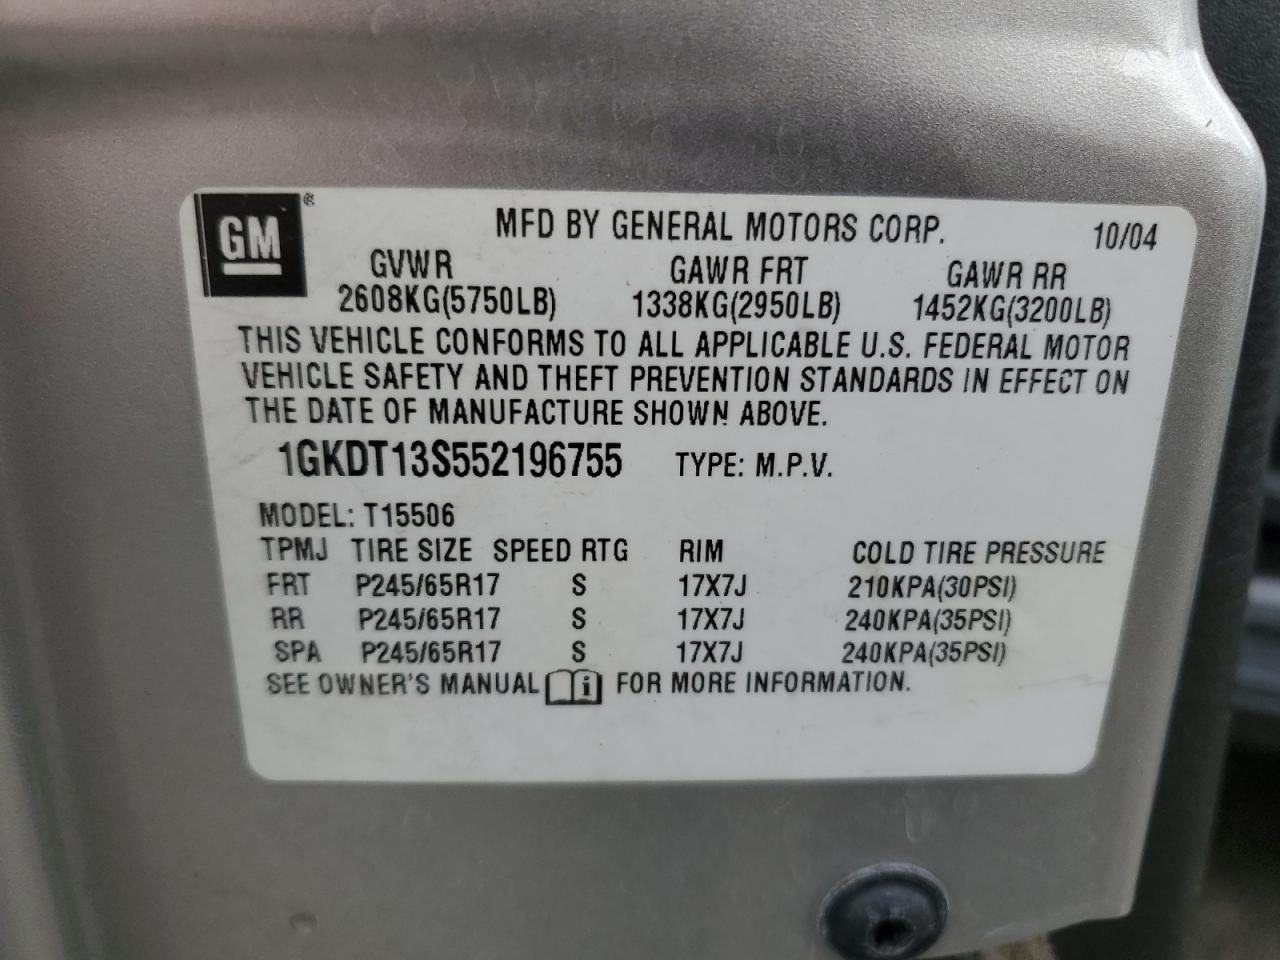 GM ® MFD BY GENERAL MOTORS CORP. 10/04
GVWR GAWR FRT GAWR RR
2608KG(5750LB) 1338KG(2950LB) 1452KG(3200LB)
THIS VEHICLE CONFORMS TO ALL APPLICABLE U.S. FEDERAL MOTOR
VEHICLE SAFETY AND THEFT PREVENTION STANDARDS IN EFFECT ON
THE DATE OF MANUFACTURE SHOWN ABOVE.
1GKDT13S552196755 TYPE: M.P.V.
MODEL: T15506
TPMJ TIRE SIZE SPEED RTG RIM COLD TIRE PRESSURE
FRT P245/65R17 S 17X7J 210KPA(30PSI)
RR P245/65R17 S 17X7J 240KPA(35PSI)
SPA P245/65R17 S 17X7J 240KPA(35PSI)
SEE OWNER'S MANUAL i FOR MORE INFORMATION.